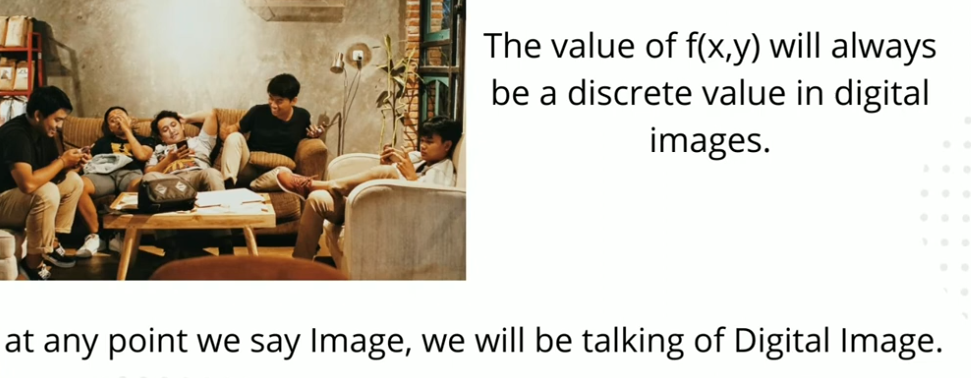 The value of f(x,y) will always
be a discrete value in digital
images.
at any point we say Image, we will be talking of Digital Image.